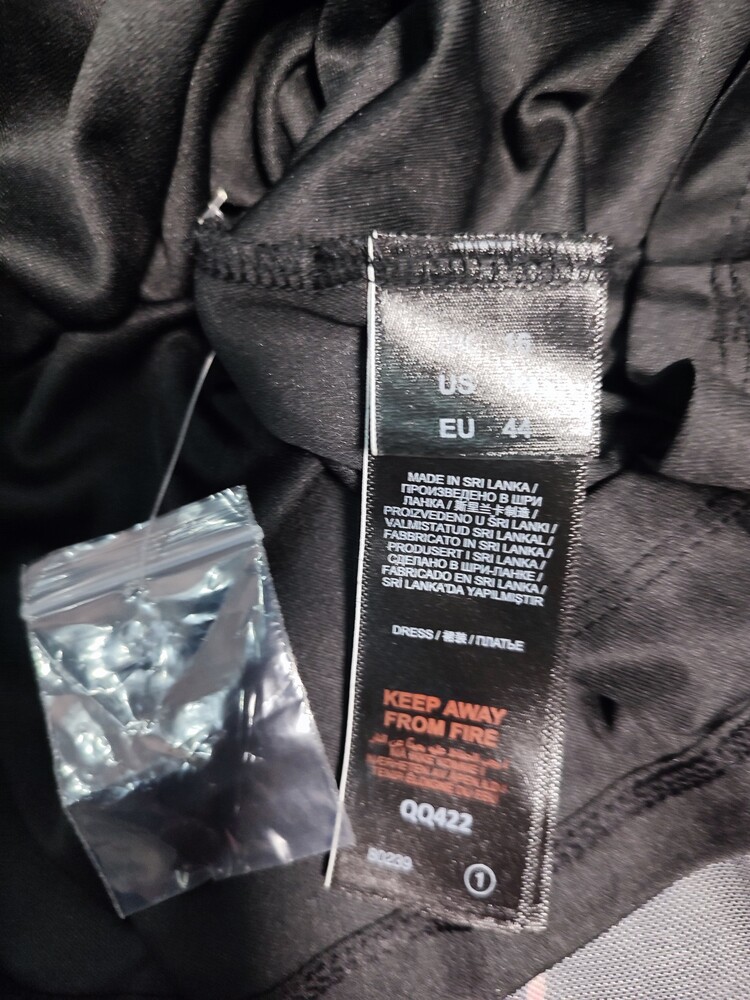 16
US
EU 44
MADE IN SRI LANKA /
ПРОИЗВЕДЕНО В ШРИ
ЛАНКА / 斯里兰卡制造 /
PROIZVEDENO U ŠRI LANKI /
VALMISTATUD SRI LANKAL /
FABBRICATO IN SRI LANKA /
PRODUSERT I SRI LANKA /
СДЕЛАНО В ШРИ-ЛАНКЕ /
FABRICADO EN SRI LANKA /
SRİ LANKA'DA YAPILMIŞTIR
DRESS / 裙装 / ПЛАТЬЕ
KEEP AWAY
FROM FIRE
QQ422
50239
1